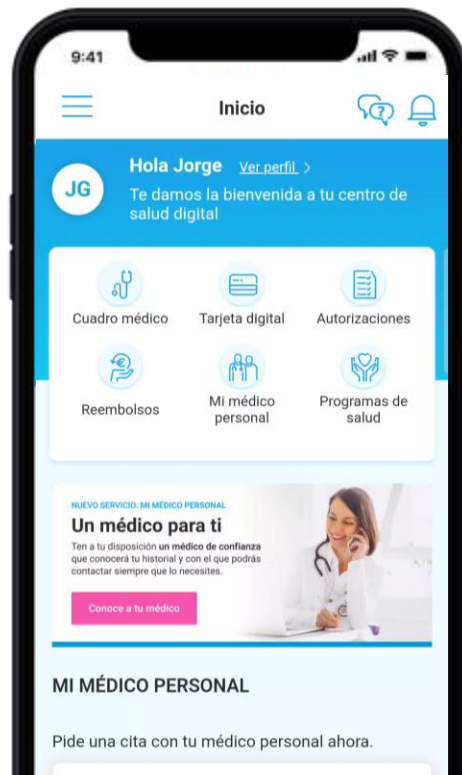 9:41
Inicio
?
Hola Jorge Ver perfil >
JG
Te damos la bienvenida a tu centro de
salud digital
Cuadro médico
Tarjeta digital
Autorizaciones
€
Reembolsos
Mi médico
personal
Programas de
salud
NUEVO SERVICIO: MI MÉDICO PERSONAL
Un médico para ti
Ten a tu disposición un médico de confianza
que conocerá tu historial y con el que podrás
contactar siempre que lo necesites.
Conoce a tu médico
MI MÉDICO PERSONAL
Pide una cita con tu médico personal ahora.